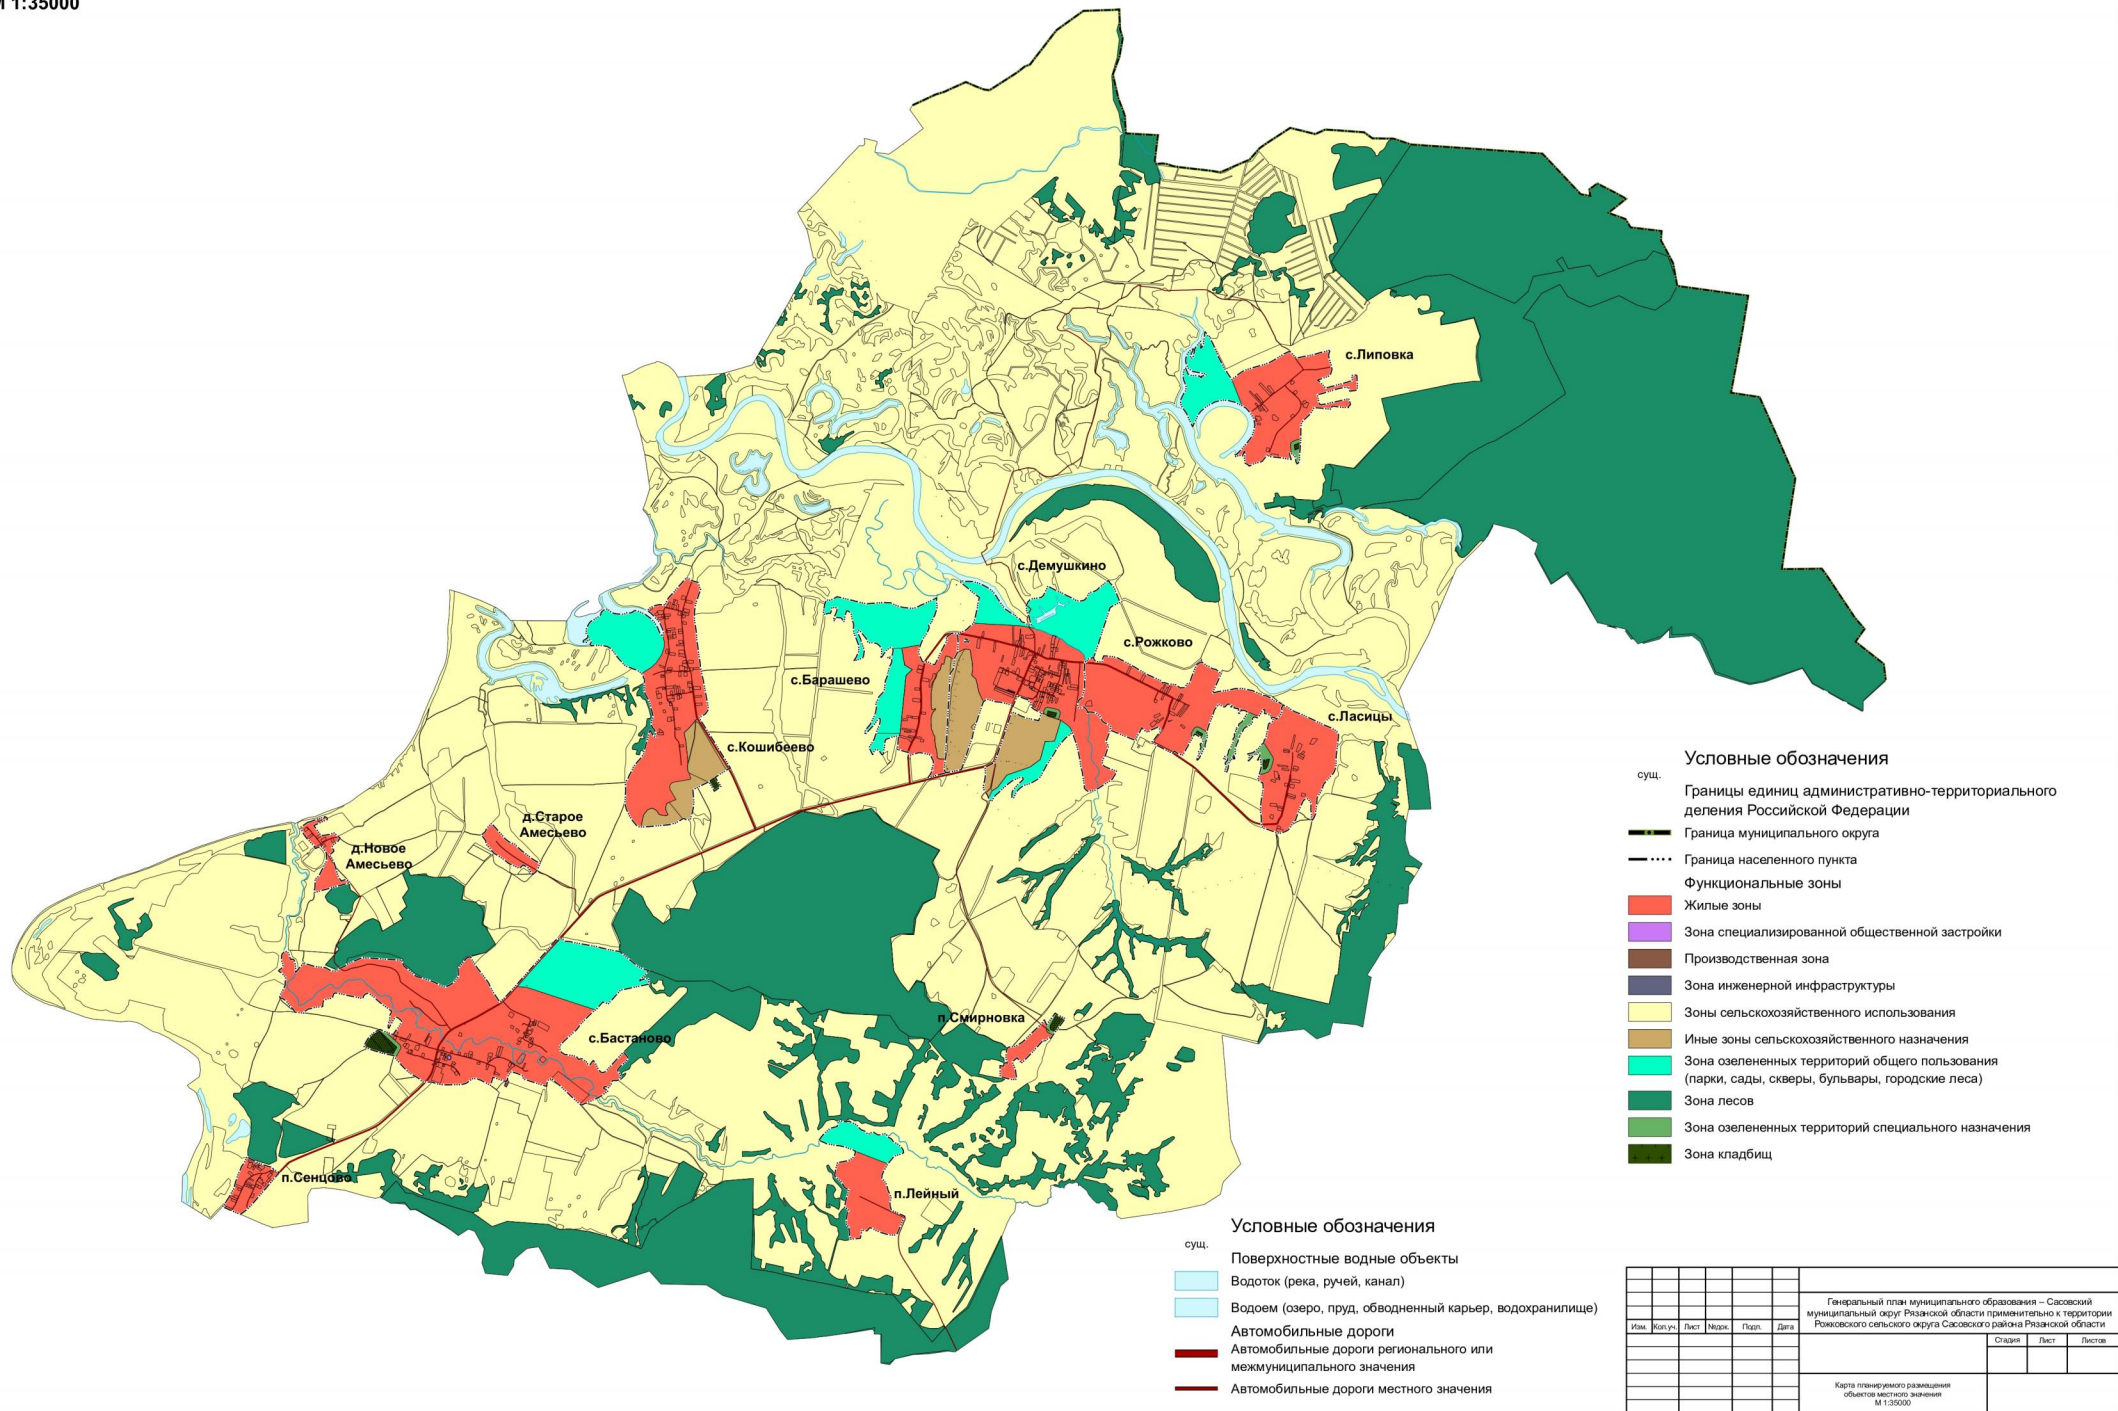 М 1:35000
с.Липовка
с.Демушкино
с.Рожково
с.Барашево
с.Ласицы
с.Кошибеево
д.Старое
Амесьево
д.Новое
Амесьево
п.Смирновка
с.Бастаново
п.Сенцово
п.Лейный
Условные обозначения
сущ.
Границы единиц административно-территориального
деления Российской Федерации
Граница муниципального округа
Граница населенного пункта
Функциональные зоны
Жилые зоны
Зона специализированной общественной застройки
Производственная зона
Зона инженерной инфраструктуры
Зоны сельскохозяйственного использования
Иные зоны сельскохозяйственного назначения
Зона озелененных территорий общего пользования
(парки, сады, скверы, бульвары, городские леса)
Зона лесов
Зона озелененных территорий специального назначения
Зона кладбищ
Условные обозначения
сущ.
Поверхностные водные объекты
Водоток (река, ручей, канал)
Водоем (озеро, пруд, обводненный карьер, водохранилище)
Автомобильные дороги
Автомобильные дороги регионального или
межмуниципального значения
Автомобильные дороги местного значения
Генеральный план муниципального образования – Сасовский
муниципальный округ Рязанской области применительно к территории
Рожковского сельского округа Сасовского района Рязанской области
Изм. Кол.уч. Лист №док. Подп. Дата
Стадия Лист Листов
Карта планируемого размещения
объектов местного значения
М 1:35000